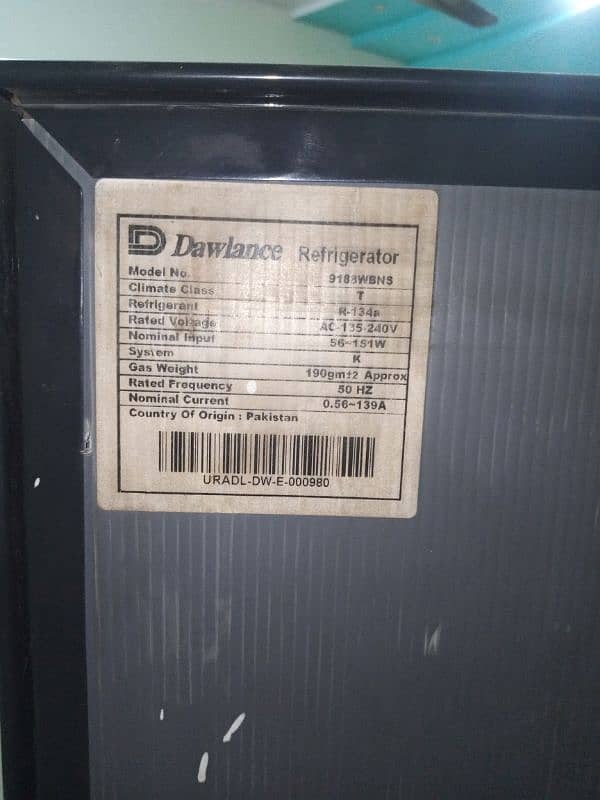 D Dawlance Refrigerator
Model No. 9188WBNS
Climate Class T
Refrigerant R-134a
Rated Voltage AC-135-240V
Nominal Input 56~151W
System K
Gas Weight 190gm±2 Approx
Rated Frequency 50 HZ
Nominal Current 0.56~139A
Country Of Origin : Pakistan
URADL-DW-E-000980